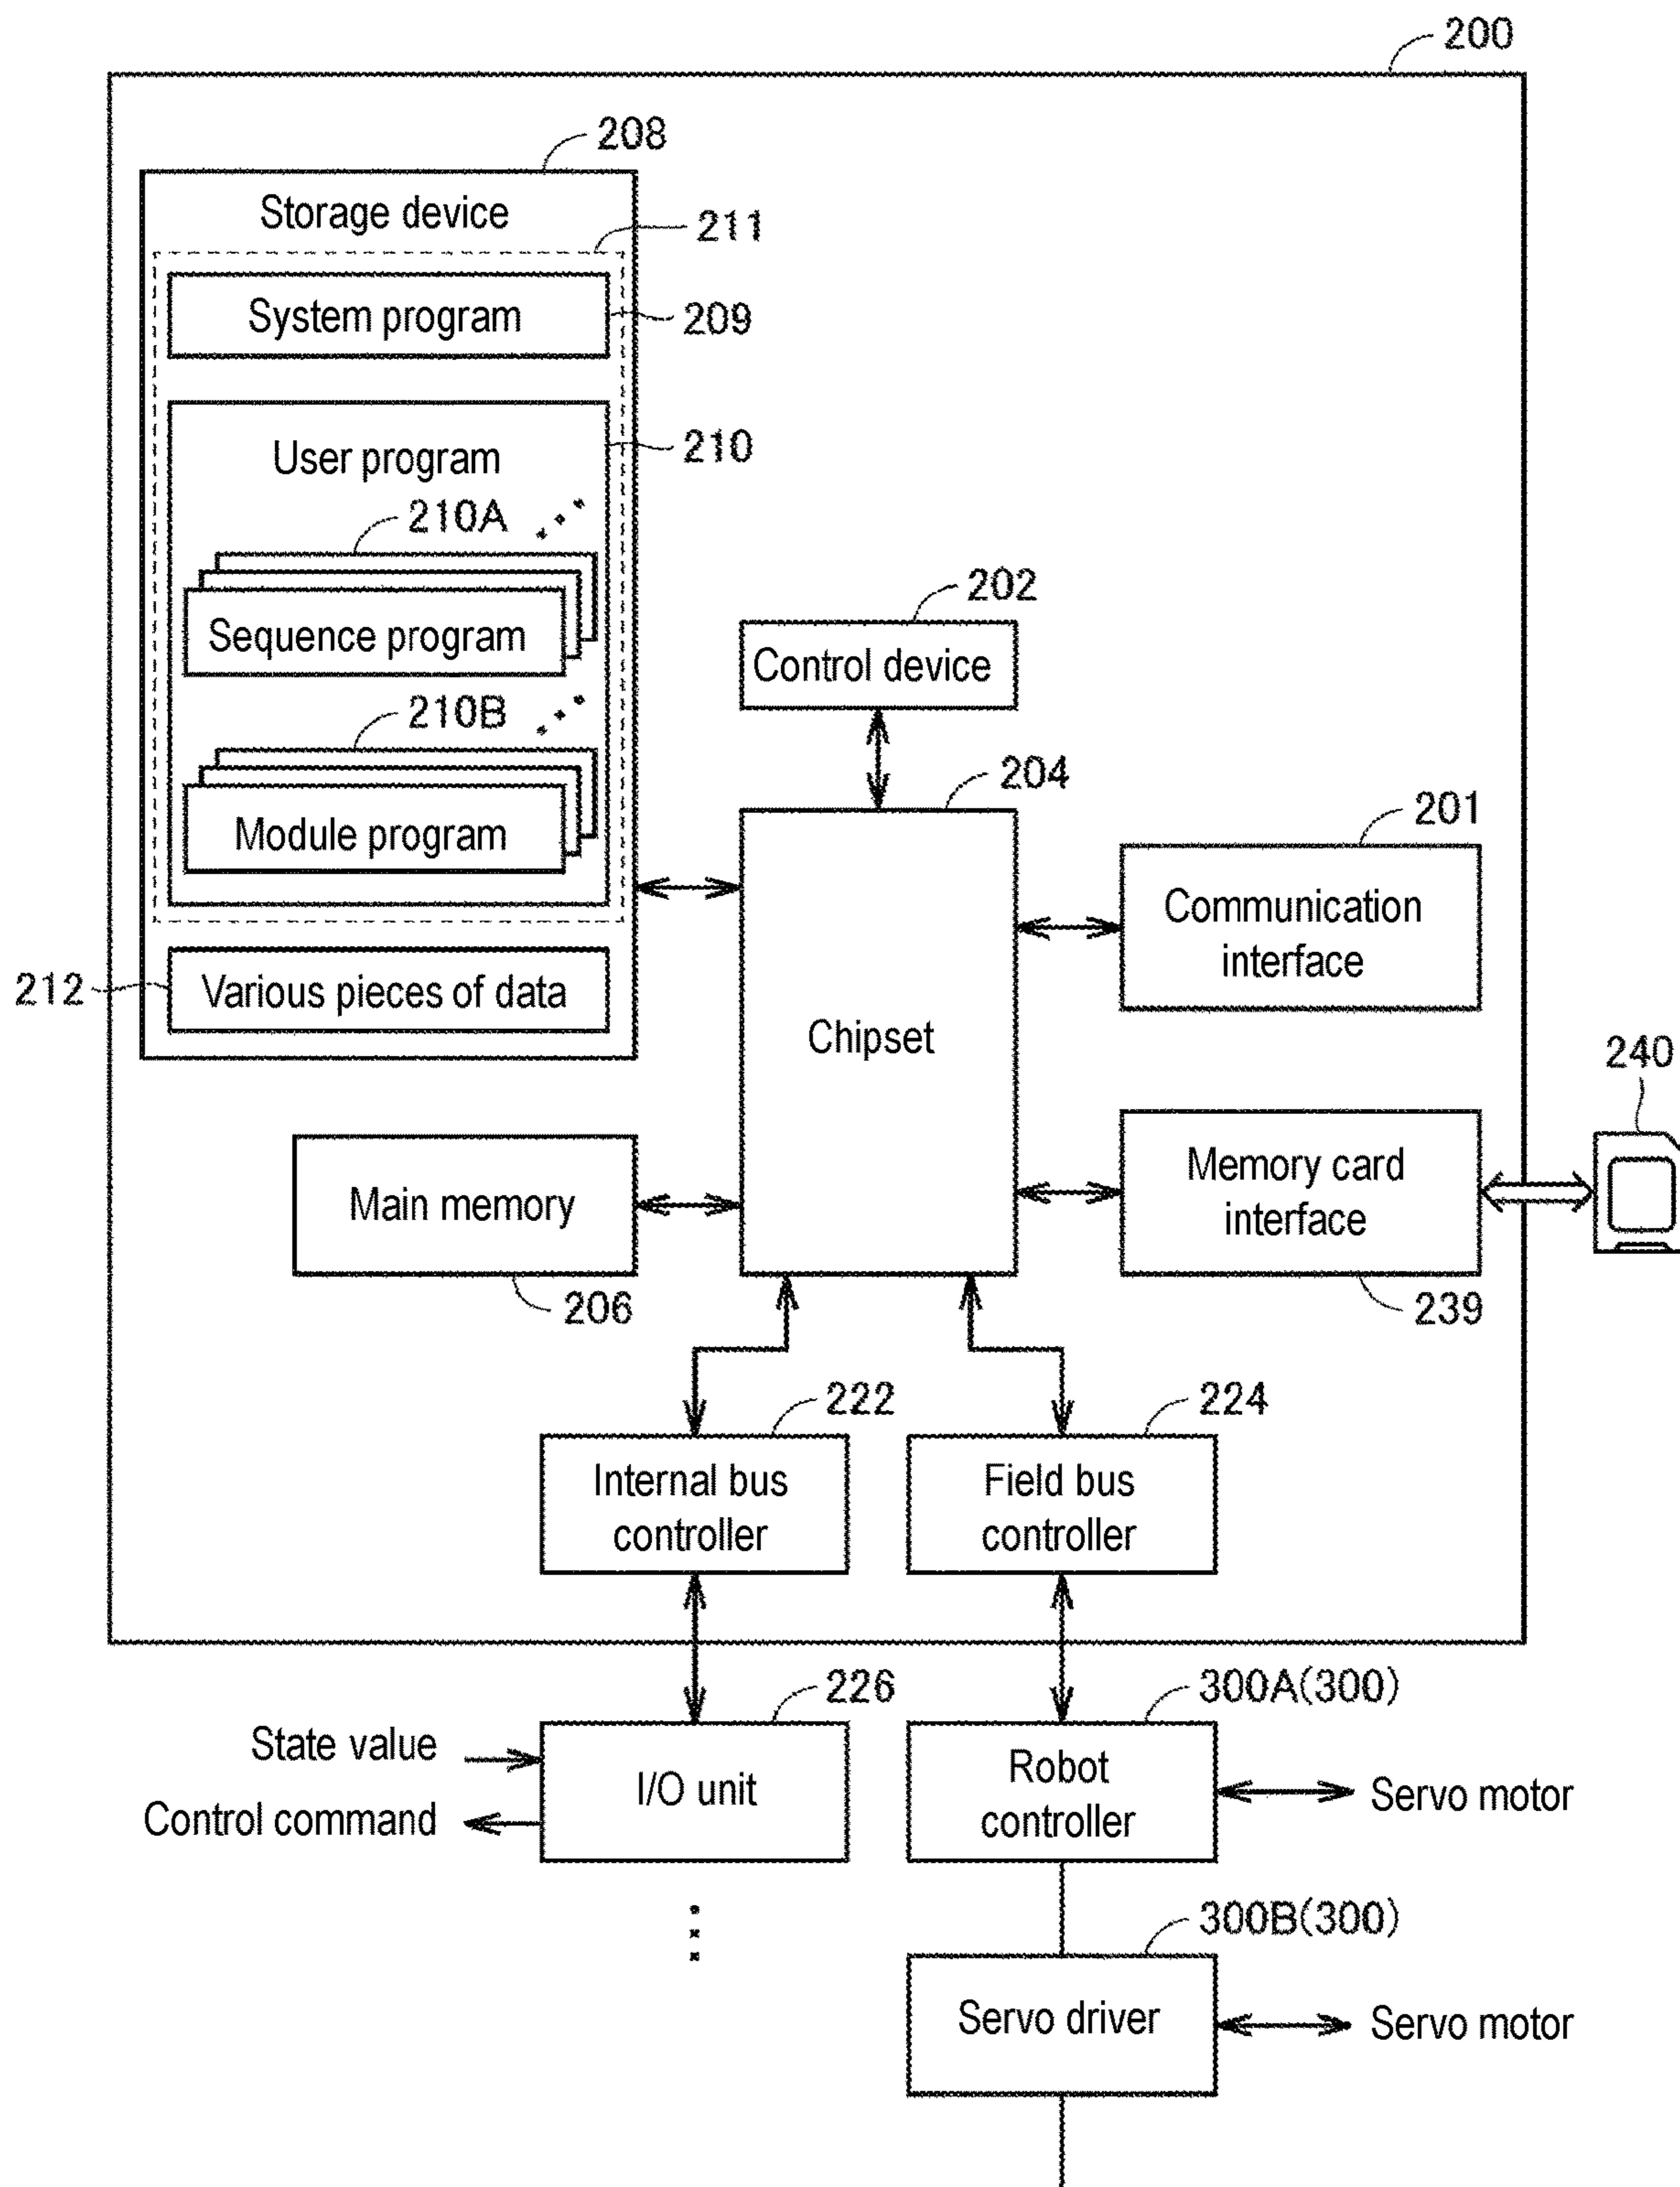 200
208
Storage device
211
System program
209
User program
210
210A
Sequence program
210B
Module program
212
Various pieces of data
202
Control device
204
Chipset
201
Communication
interface
240
Main memory
206
Memory card
interface
239
222
Internal bus
controller
224
Field bus
controller
226
State value
Control command
I/O unit
300A(300)
Robot
controller
Servo motor
300B(300)
Servo driver
Servo motor